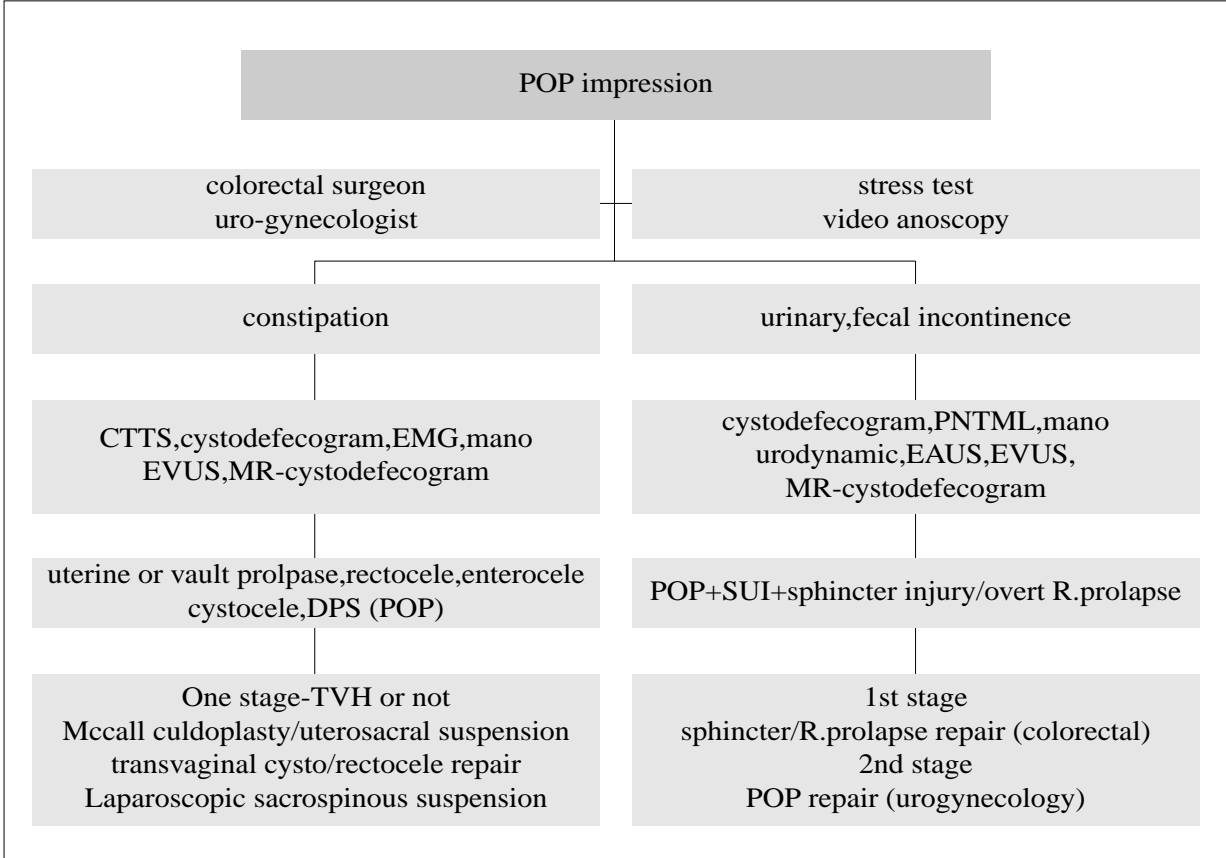 POP impression
colorectal surgeon
uro-gynecologist
stress test
video anoscopy
constipation
urinary,fecal incontinence
CTTS,cystodefecogram,EMG,mano
EVUS,MR-cystodefecogram
cystodefecogram,PNTML,mano
urodynamic,EAUS,EVUS,
MR-cystodefecogram
uterine or vault prolpase,rectocele,enterocele
cystocele,DPS (POP)
POP+SUI+sphincter injury/overt R.prolapse
One stage-TVH or not
Mccall culdoplasty/uterosacral suspension
transvaginal cysto/rectocele repair
Laparoscopic sacrospinous suspension
1st stage
sphincter/R.prolapse repair (colorectal)
2nd stage
POP repair (urogynecology)